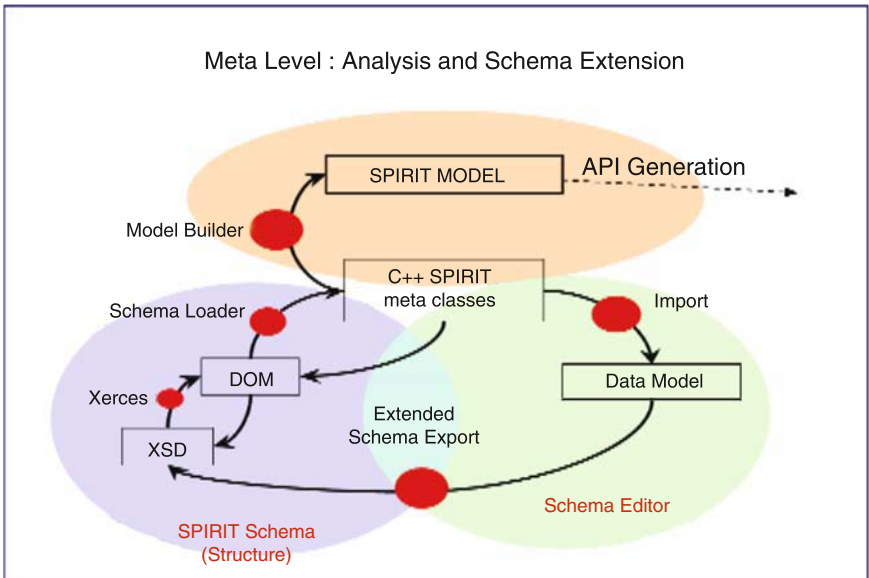 Meta Level : Analysis and Schema Extension
SPIRIT MODEL
API Generation
Model Builder
C++ SPIRIT
meta classes
Schema Loader
Import
DOM
Data Model
Xerces
Extended
Schema Export
XSD
SPIRIT Schema
(Structure)
Schema Editor